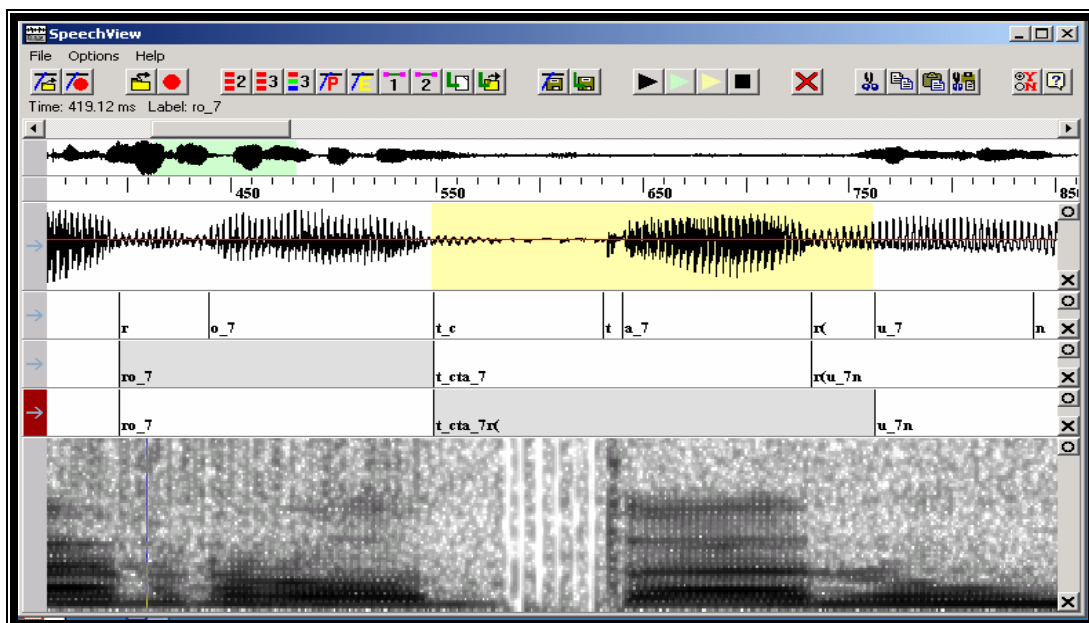 SpeechView
File Options Help
2 3 3 P E 1 2
Time: 419.12 ms Label: ro_7
450 550 650 750 850
r o_7 t_c t a_7 r( u_7 n
ro_7 t_cta_7 r(u_7n
ro_7 t_cta_7r( u_7n